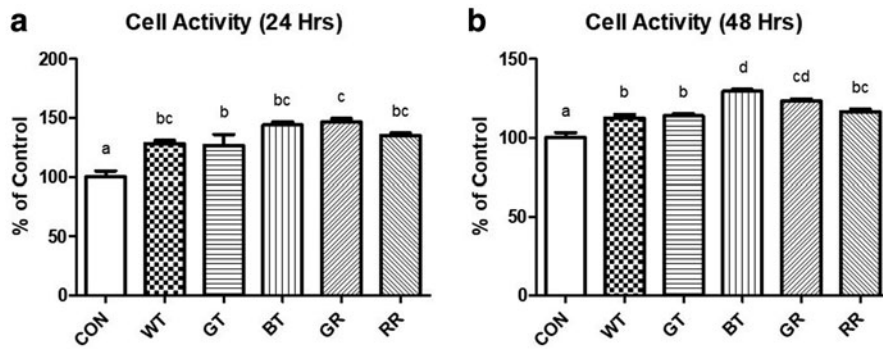 a
Cell Activity (24 Hrs)
% of Control
200
150
100
50
0
a
bc
b
bc
c
bc
CON
WT
GT
BT
GR
RR
b
Cell Activity (48 Hrs)
% of Control
150
100
50
0
a
b
b
d
cd
bc
CON
WT
GT
BT
GR
RR